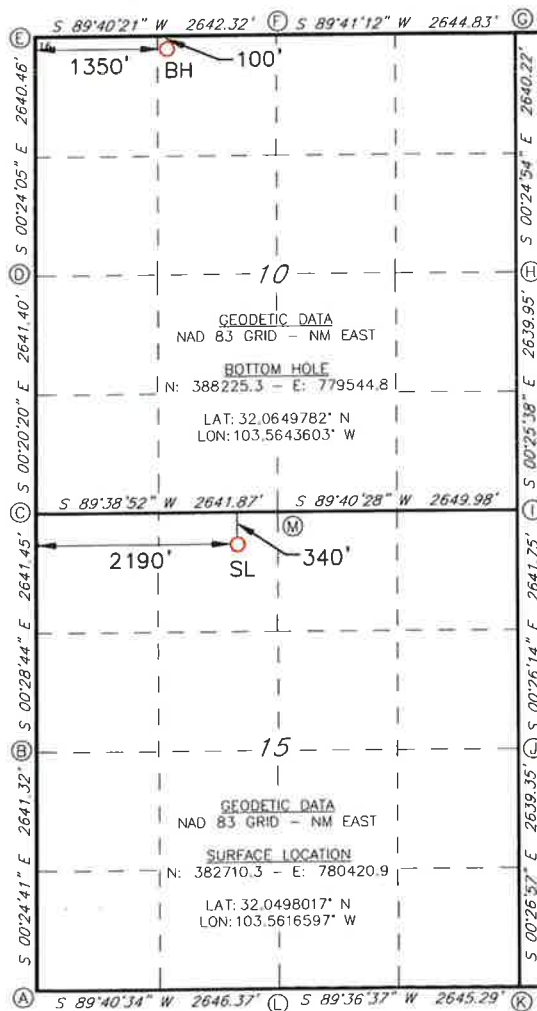 E S 89°40'21" W 2642.32' F S 89°41'12" W 2644.83' G
1350' BH 100'
S 00°24'05" E 2640.46'
S 00°24'54" E 2640.22'
D 10 H
GEODETIC DATA
NAD 83 GRID - NM EAST
BOTTOM HOLE
N: 388225.3 - E: 779544.8
LAT: 32.0649782° N
LON: 103.5643603° W
S 00°20'20" E 2641.40'
S 00°25'38" E 2639.95'
C S 89°38'52" W 2641.87' S 89°40'28" W 2649.98' I
M
2190' SL 340'
S 00°28'44" E 2641.45'
S 00°26'14" E 2641.75'
B 15 J
GEODETIC DATA
NAD 83 GRID - NM EAST
SURFACE LOCATION
N: 382710.3 - E: 780420.9
LAT: 32.0498017° N
LON: 103.5616597° W
S 00°24'41" E 2641.32'
S 00°26'57" E 2639.35'
A S 89°40'34" W 2646.37' L S 89°36'37" W 2645.29' K